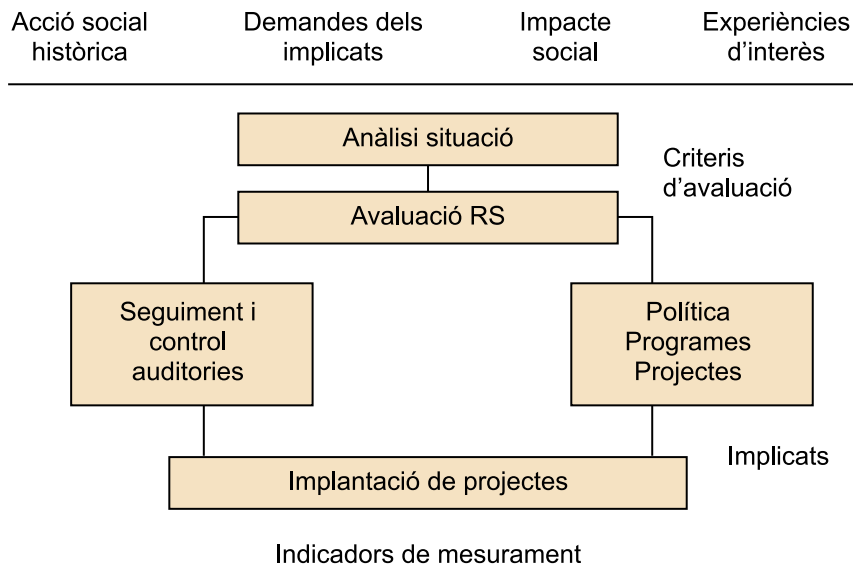 Acció social
històrica
Demandes dels
implicats
Impacte
social
Experiències
d'interès
Anàlisi situació
Criteris
d'avaluació
Avaluació RS
Seguiment i
control
auditories
Política
Programes
Projectes
Implicats
Implantació de projectes
Indicadors de mesurament